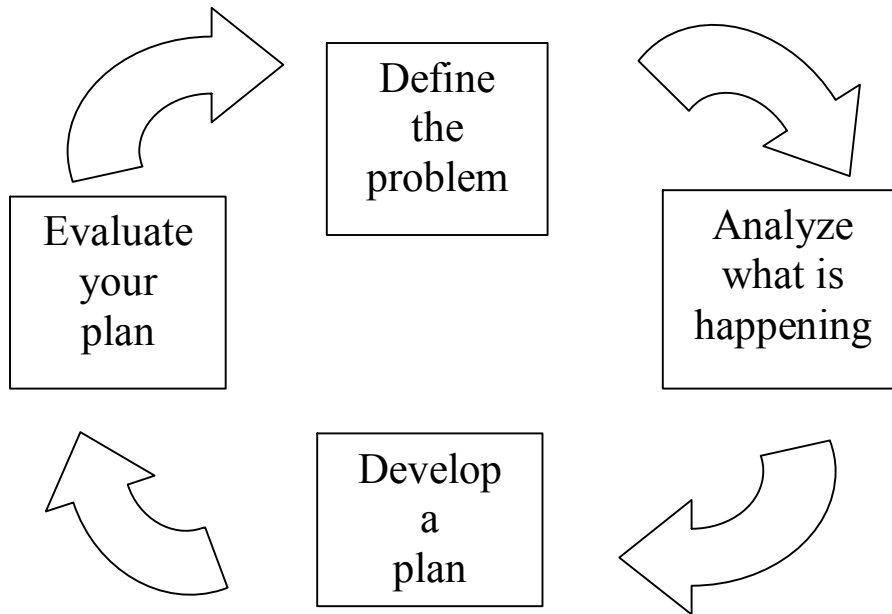 Define
the
problem
Analyze
what is
happening
Develop
a
plan
Evaluate
your
plan